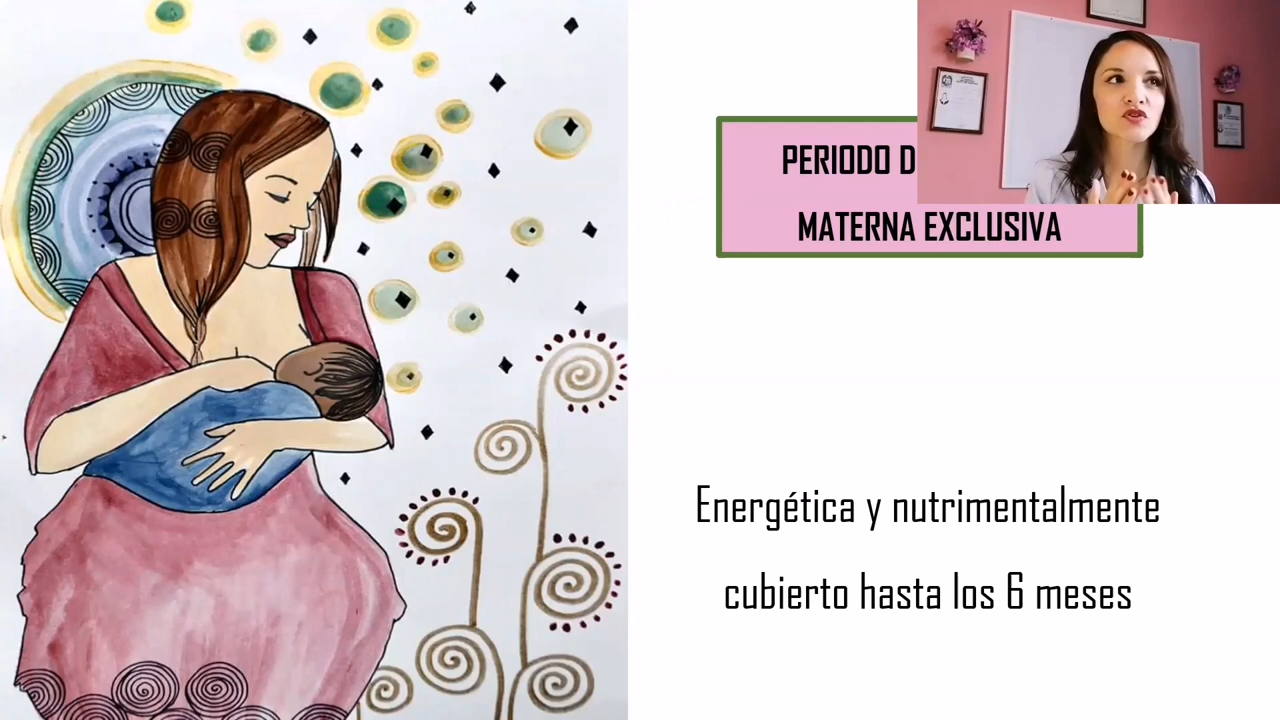 PERIODO D
MATERNA EXCLUSIVA
Energética y nutrimentalmente
cubierto hasta los 6 meses